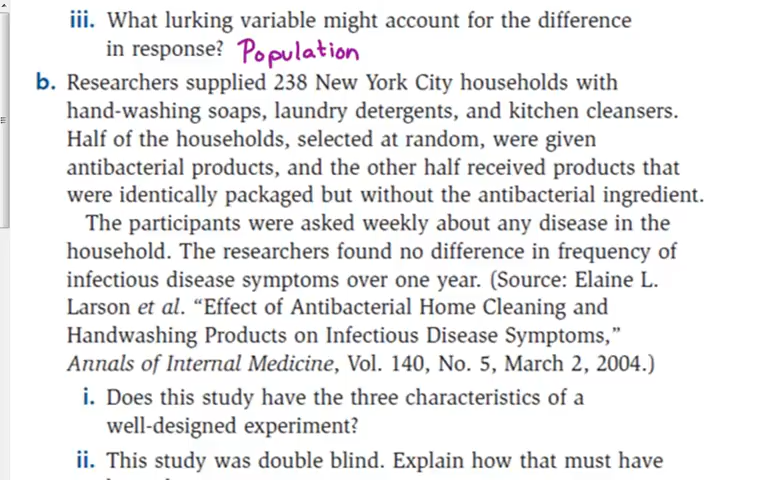 iii. What lurking variable might account for the difference
in response? Population
b. Researchers supplied 238 New York City households with
hand-washing soaps, laundry detergents, and kitchen cleansers.
Half of the households, selected at random, were given
antibacterial products, and the other half received products that
were identically packaged but without the antibacterial ingredient.
The participants were asked weekly about any disease in the
household. The researchers found no difference in frequency of
infectious disease symptoms over one year. (Source: Elaine L.
Larson et al. “Effect of Antibacterial Home Cleaning and
Handwashing Products on Infectious Disease Symptoms,”
Annals of Internal Medicine, Vol. 140, No. 5, March 2, 2004.)
i. Does this study have the three characteristics of a
well-designed experiment?
ii. This study was double blind. Explain how that must have